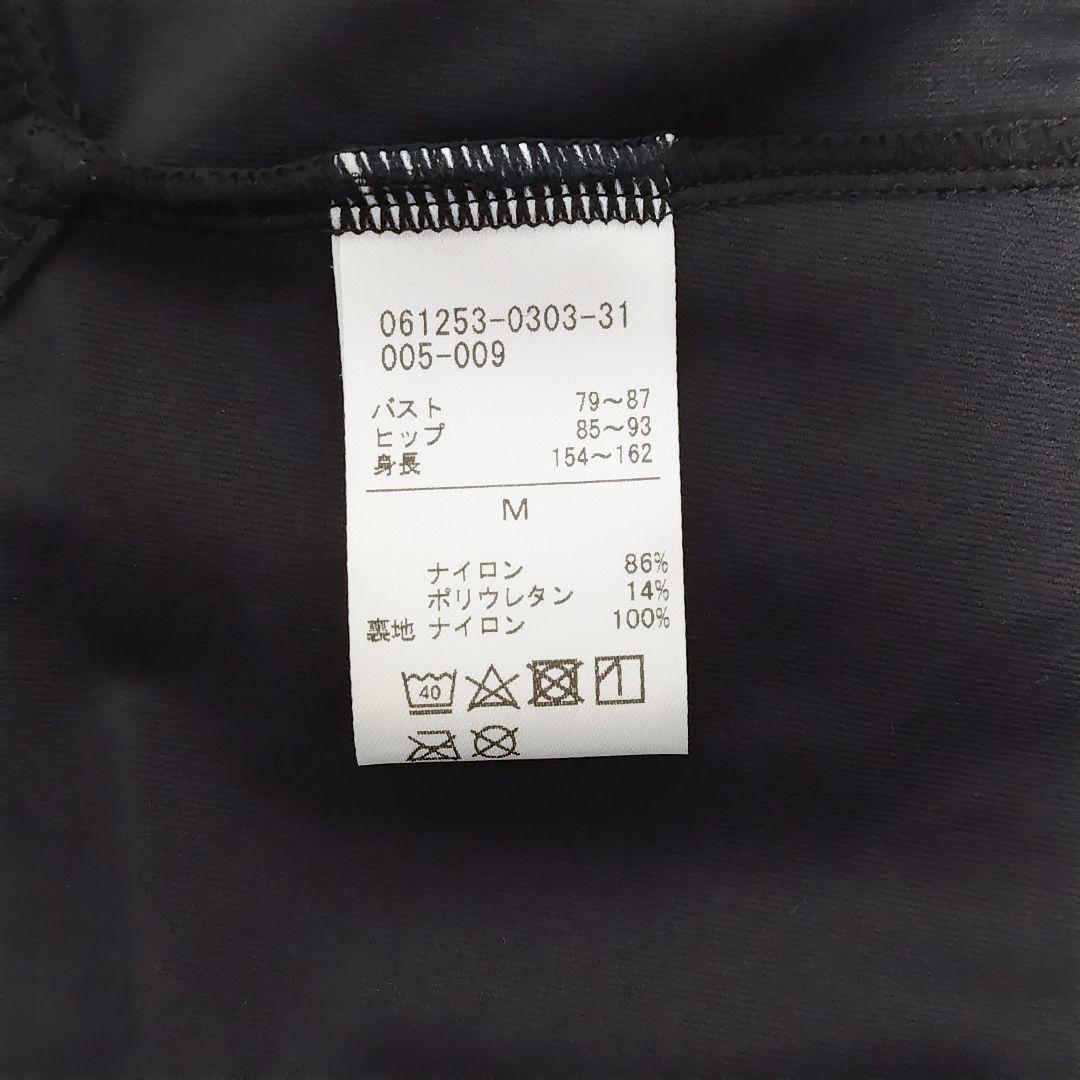 061253-0303-31
005-009
バスト 79～87
ヒップ 85～93
身長 154～162
M
ナイロン 86%
ポリウレタン 14%
裏地 ナイロン 100%
40